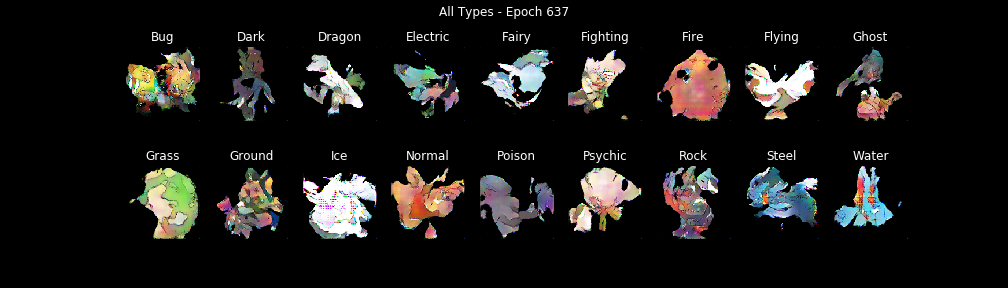 All Types - Epoch 637
Bug Dark Dragon Electric Fairy Fighting Fire Flying Ghost
Grass Ground Ice Normal Poison Psychic Rock Steel Water